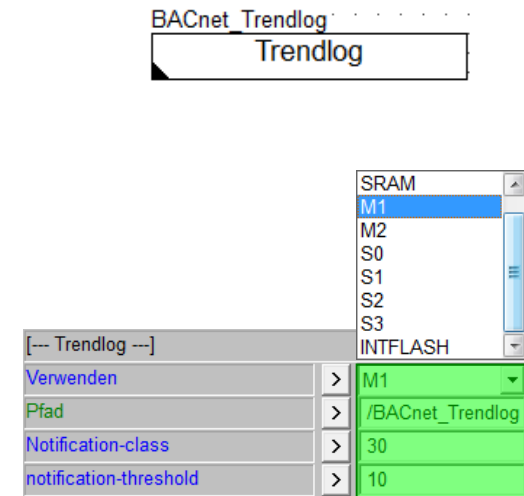 BACnet_Trendlog
Trendlog
SRAM
M1
M2
S0
S1
S2
S3
INTFLASH
[--- Trendlog ---]
Verwenden > M1
Pfad > /BACnet_Trendlog
Notification-class > 30
notification-threshold > 10